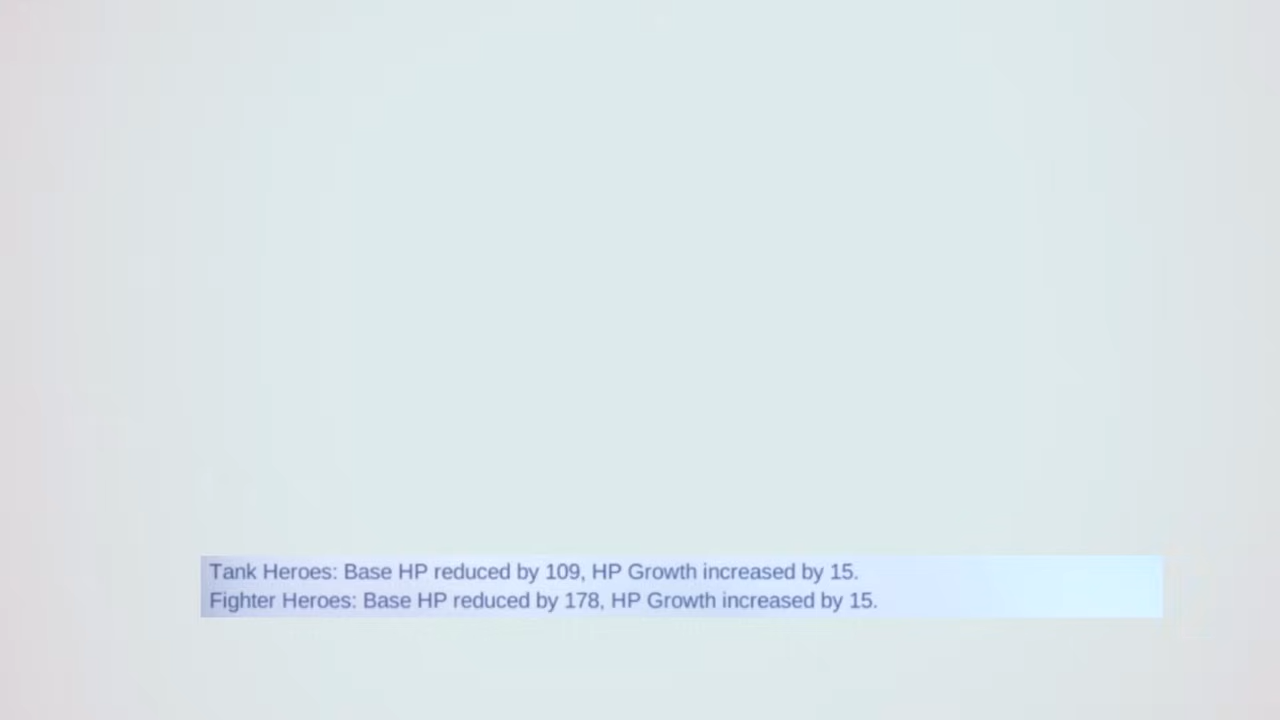 Tank Heroes: Base HP reduced by 109, HP Growth increased by 15.
Fighter Heroes: Base HP reduced by 178, HP Growth increased by 15.